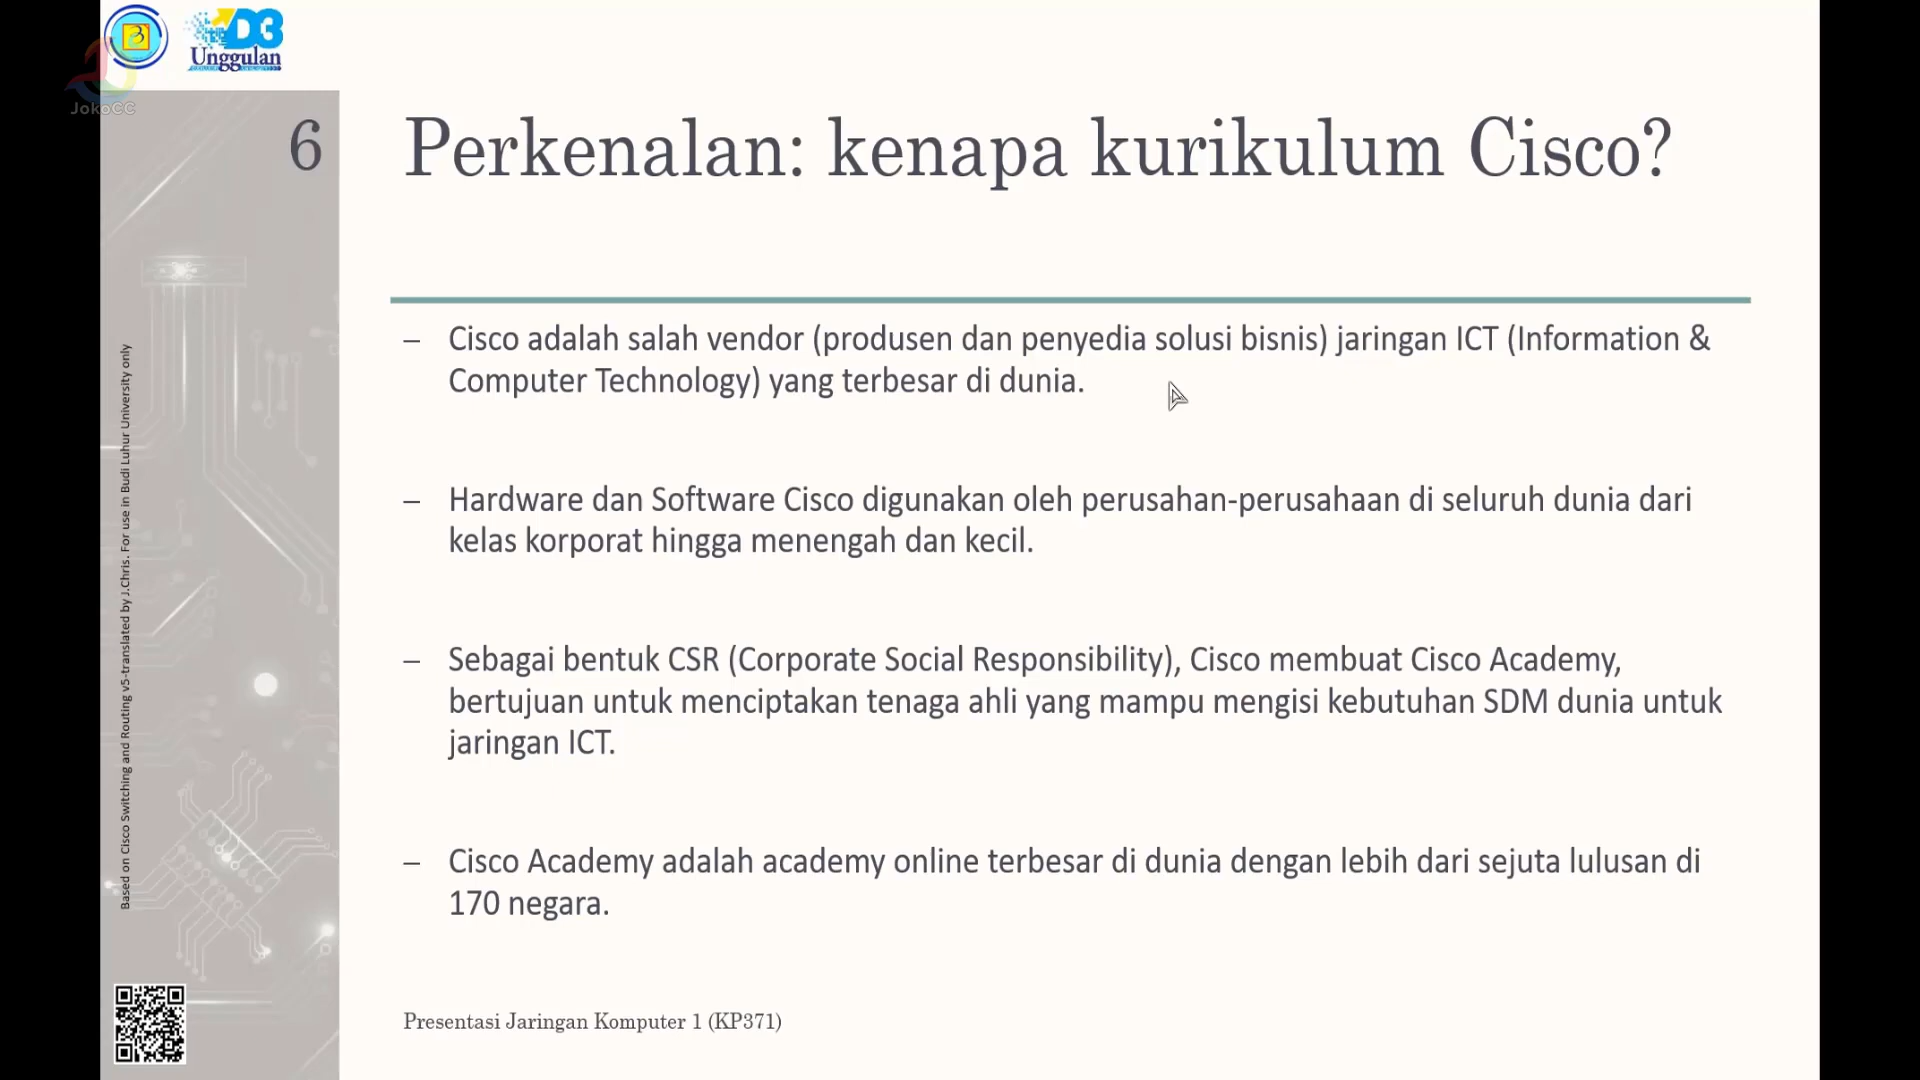 D3
Unggulan
JokoCC
6
Perkenalan: kenapa kurikulum Cisco?
– Cisco adalah salah vendor (produsen dan penyedia solusi bisnis) jaringan ICT (Information &
Computer Technology) yang terbesar di dunia.
– Hardware dan Software Cisco digunakan oleh perusahan-perusahaan di seluruh dunia dari
kelas korporat hingga menengah dan kecil.
– Sebagai bentuk CSR (Corporate Social Responsibility), Cisco membuat Cisco Academy,
bertujuan untuk menciptakan tenaga ahli yang mampu mengisi kebutuhan SDM dunia untuk
jaringan ICT.
– Cisco Academy adalah academy online terbesar di dunia dengan lebih dari sejuta lulusan di
170 negara.
Based on Cisco Switching and Routing v5-translated by J.Chris. For use in Budi Luhur University only
Presentasi Jaringan Komputer 1 (KP371)